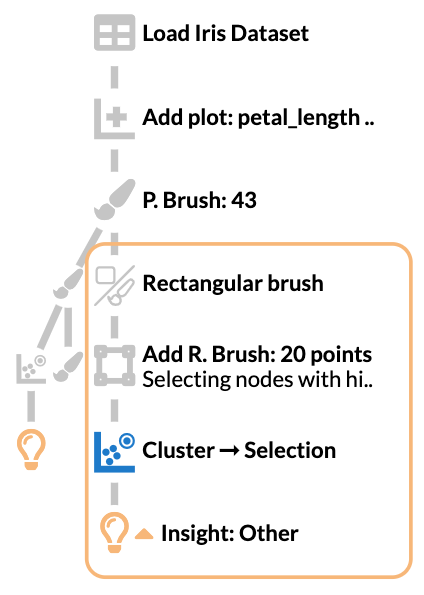 Load Iris Dataset
Add plot: petal_length ..
P. Brush: 43
Rectangular brush
Add R. Brush: 20 points
Selecting nodes with hi..
Cluster → Selection
Insight: Other